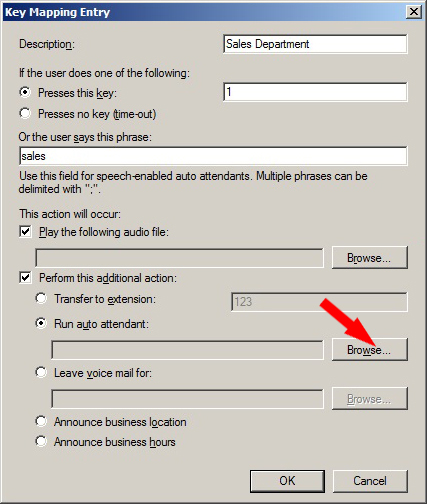 Key Mapping Entry
Description: Sales Department
If the user does one of the following:
Presses this key: 1
Presses no key (time-out)
Or the user says this phrase:
sales
Use this field for speech-enabled auto attendants. Multiple phrases can be
delimited with ";".
This action will occur:
Play the following audio file:
Browse...
Perform this additional action:
Transfer to extension: 123
Run auto attendant:
Browse...
Leave voice mail for:
Browse...
Announce business location
Announce business hours
OK Cancel